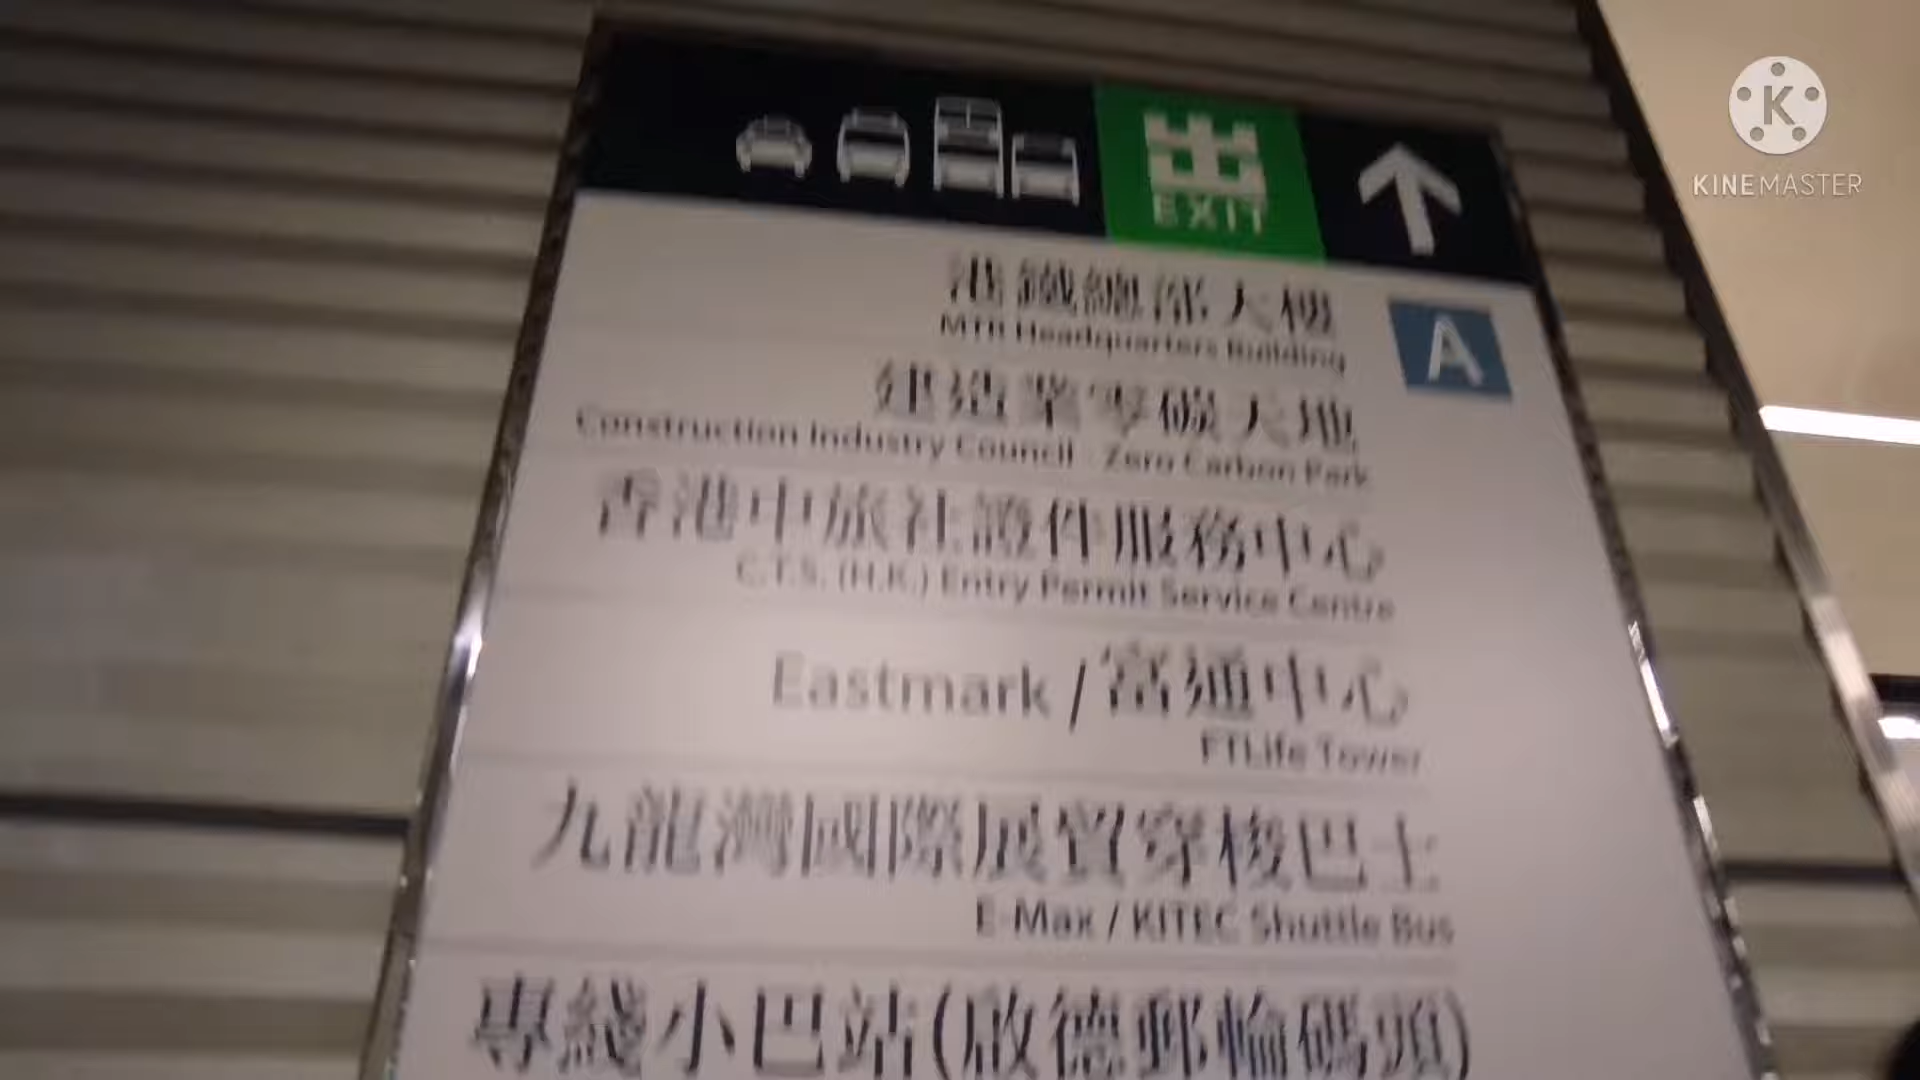 出
EXIT
KINEMASTER
港鐵總部大樓
MTR Headquarters Building
A
建造業零碳天地
Construction Industry Council - Zero Carbon Park
香港中旅社證件服務中心
C.T.S. (H.K.) Entry Permit Service Centre
Eastmark / 富通中心
FTLife Tower
九龍灣國際展貿穿梭巴士
E-Max / KITEC Shuttle Bus
專綫小巴站(啟德郵輪碼頭)